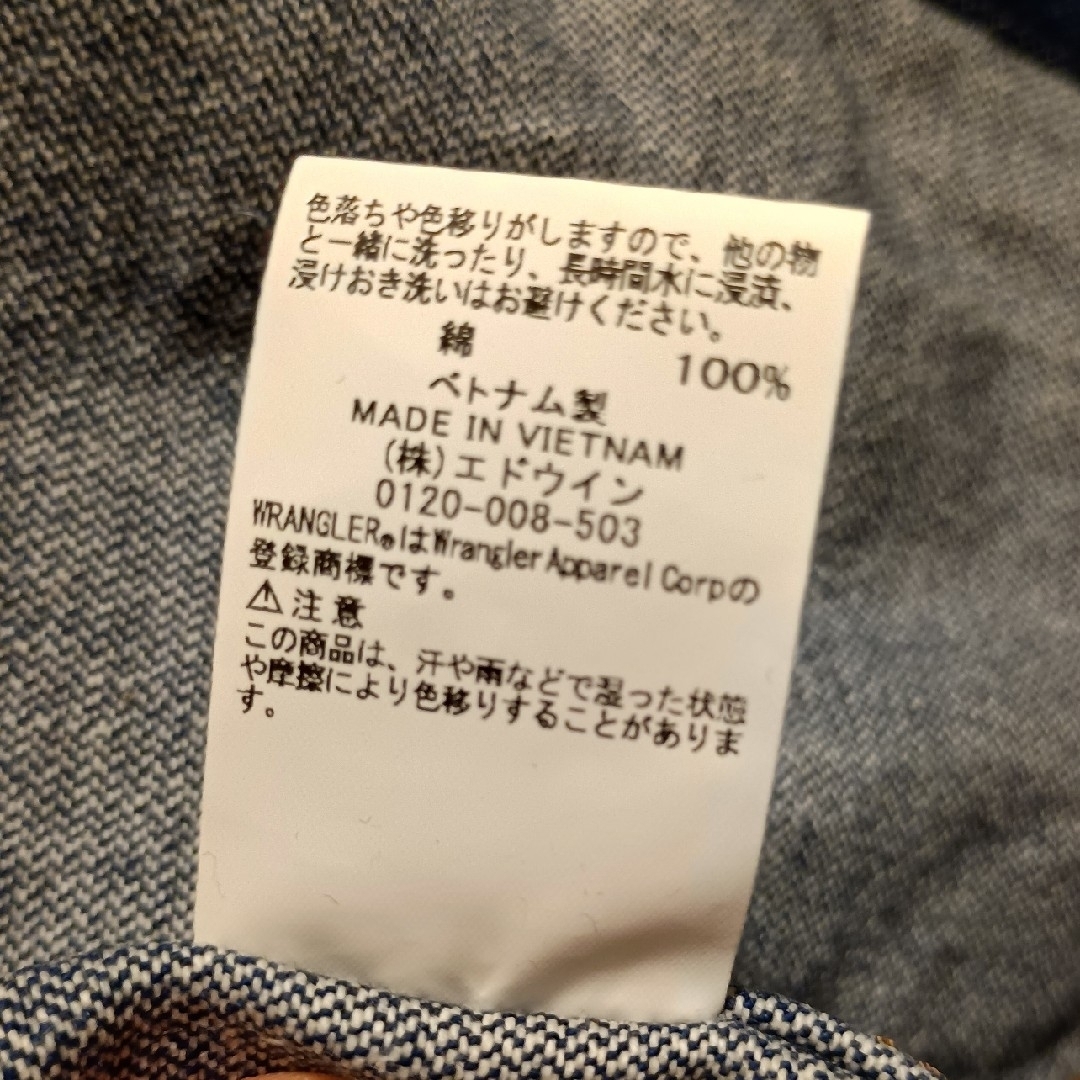 色落ちや色移りがしますので、他の物
と一緒に洗ったり、長時間水に浸漬、
浸けおき洗いはお避けください。
綿 100%
ベトナム製
MADE IN VIETNAM
(株)エドウイン
0120-008-503
WRANGLER®はWrangler Apparel Corpの
登録商標です。
⚠注意
この商品は、汗や雨などで湿った状態
や摩擦により色移りすることがありま
す。